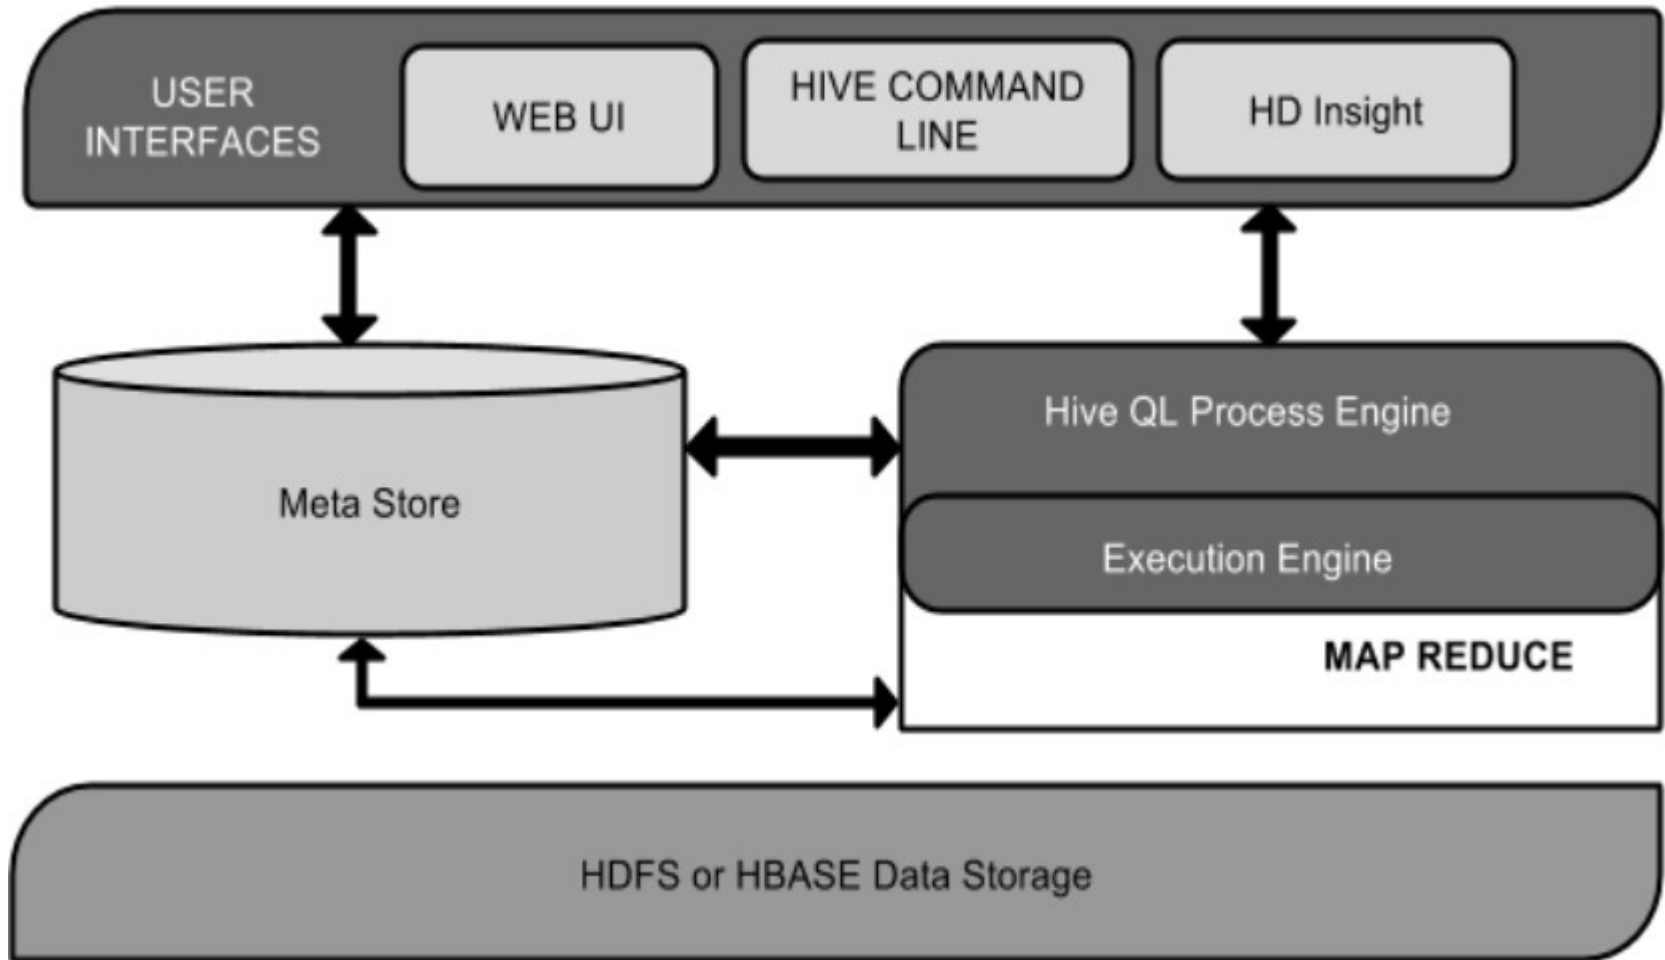 USER
INTERFACES
WEB UI
HIVE COMMAND
LINE
HD Insight
Meta Store
Hive QL Process Engine
Execution Engine
MAP REDUCE
HDFS or HBASE Data Storage